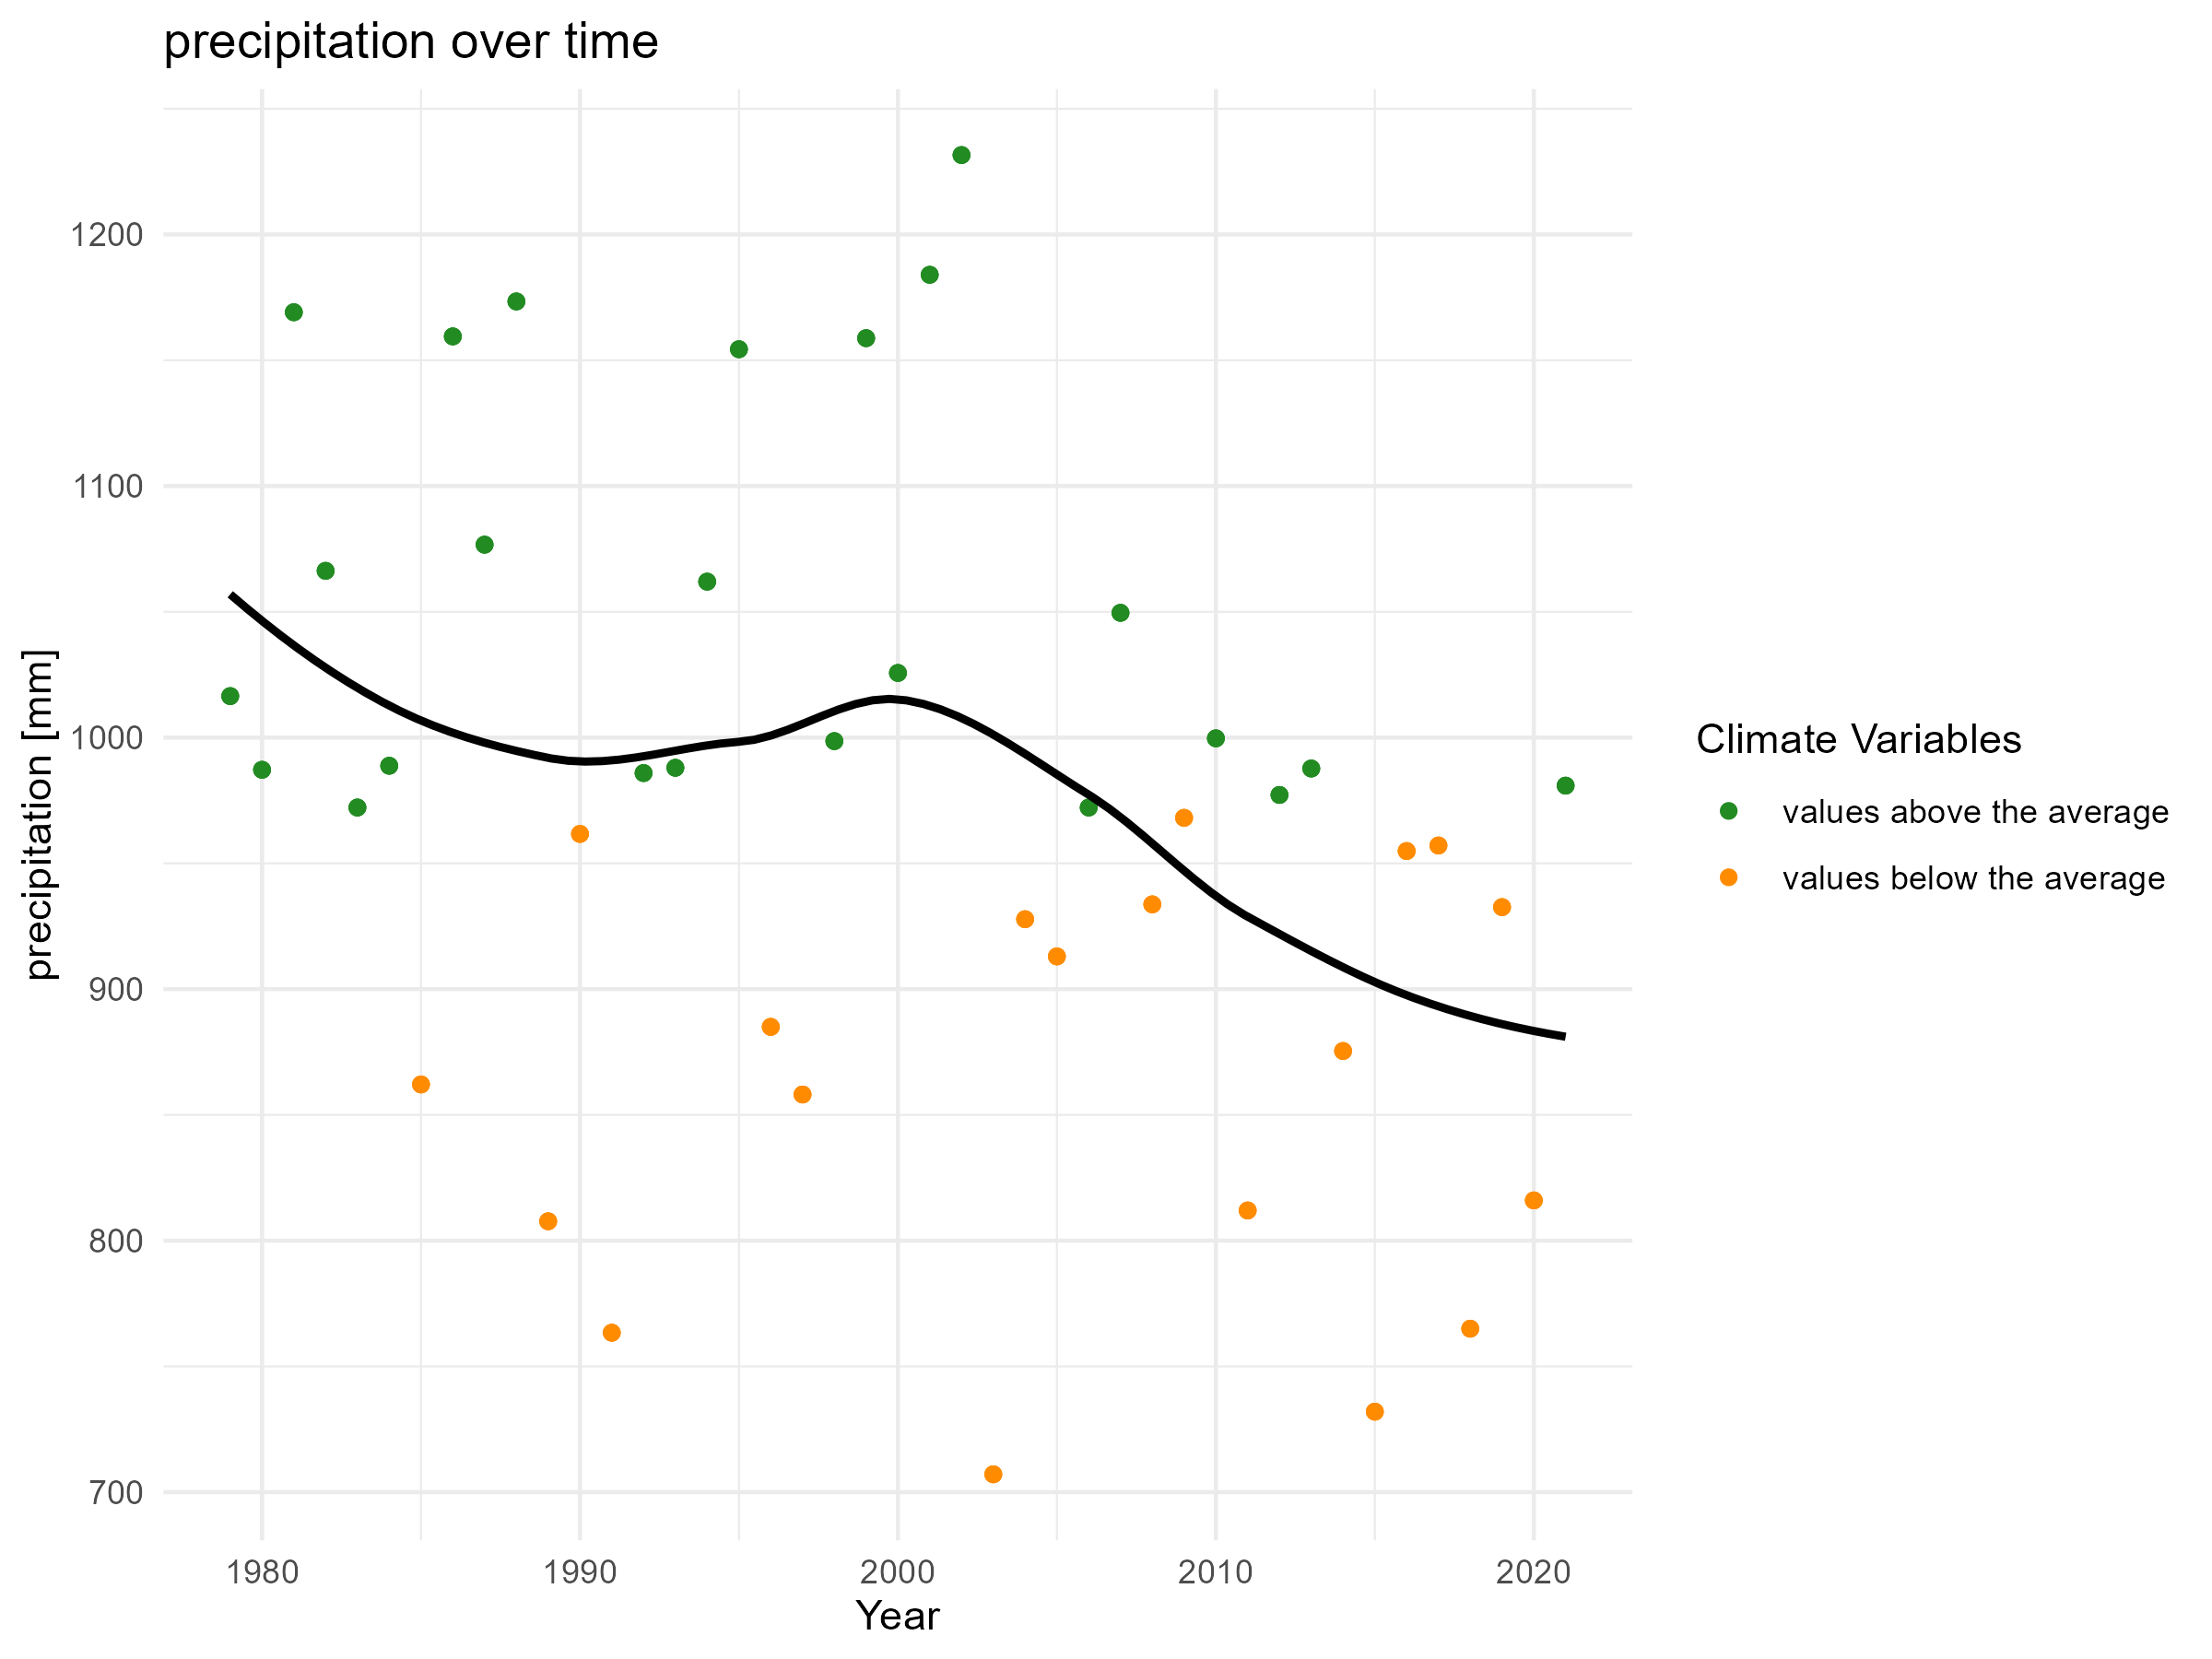 precipitation over time
1200
1100
1000
900
800
700
precipitation [mm]
1980 1990 2000 2010 2020
Year
Climate Variables
values above the average
values below the average